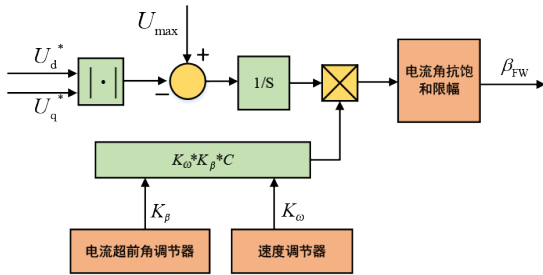 U_max
U_d^*
U_q^*
|·|
+
−
1/S
电流角抗饱
和限幅
β_FW
K_ω*K_β*C
K_β
K_ω
电流超前角调节器
速度调节器